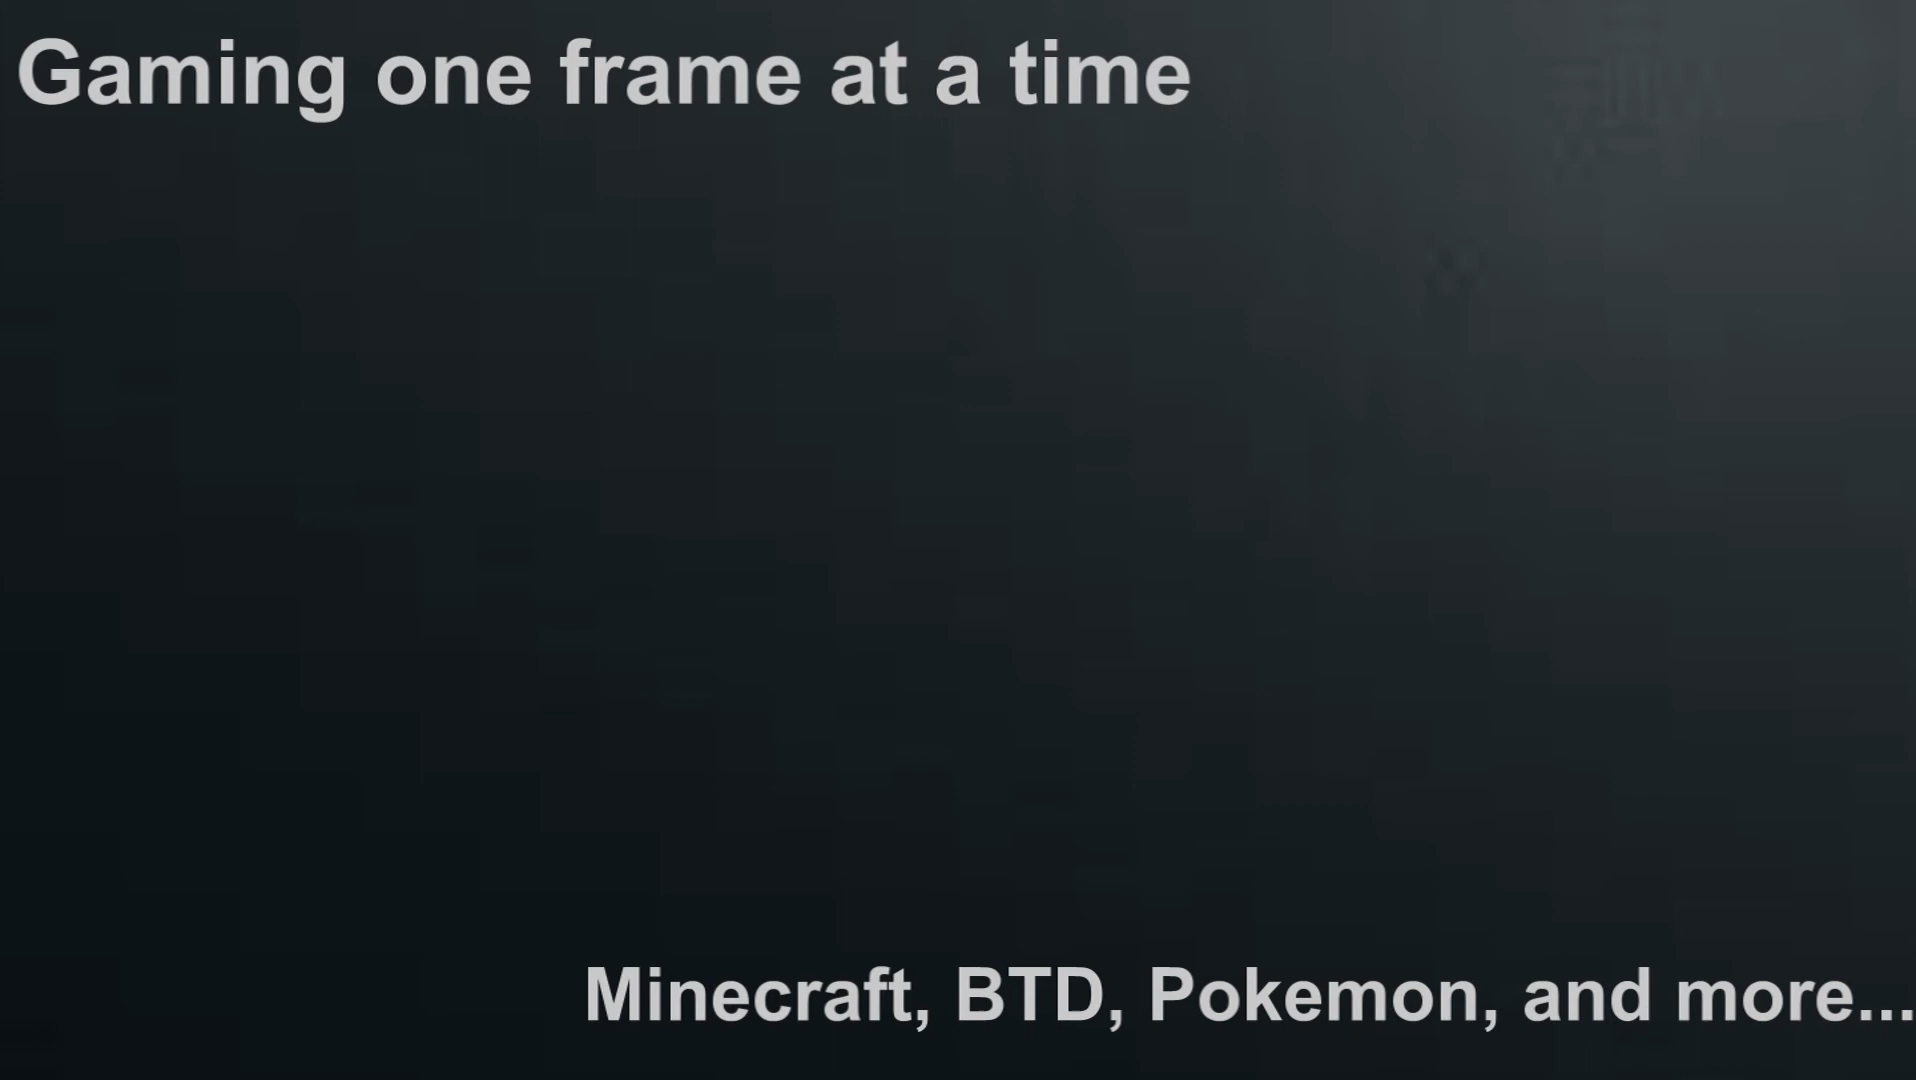 Gaming one frame at a time
Minecraft, BTD, Pokemon, and more...